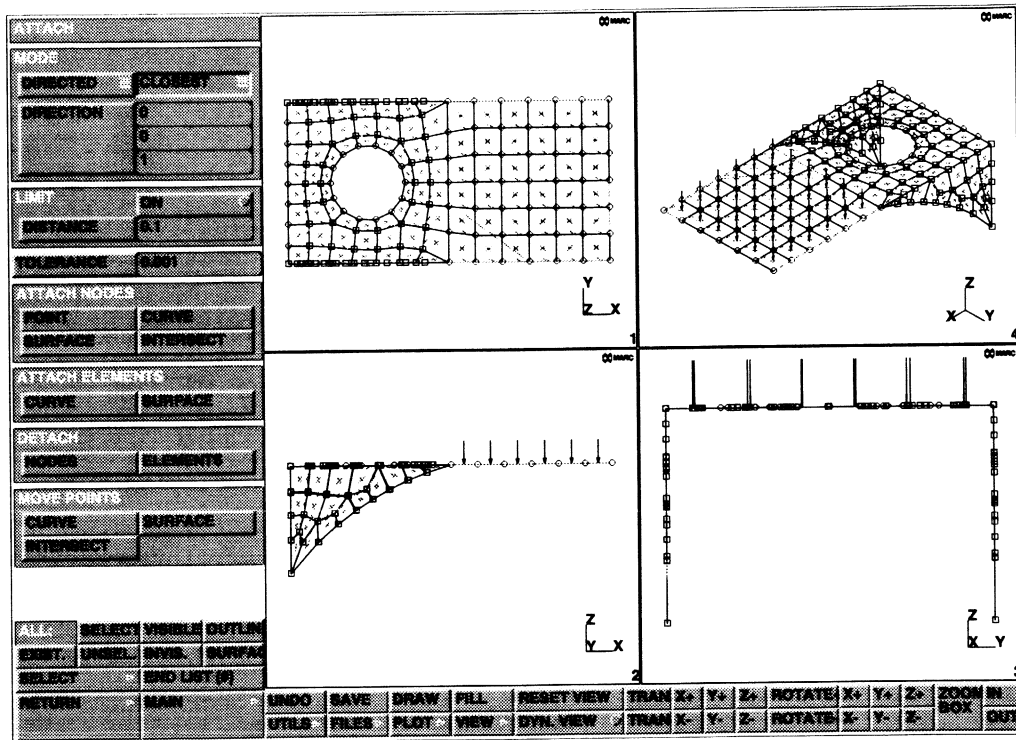 ATTACH
MODE
DIRECTED CLOSEST
DIRECTION 0
0
1
LIMIT ON
DISTANCE 0.1
TOLERANCE 0.001
ATTACH NODES
POINT CURVE
SURFACE INTERSECT
ATTACH ELEMENTS
CURVE SURFACE
DETACH
NODES ELEMENTS
MOVE POINTS
CURVE SURFACE
INTERSECT
ALL: SELECT VISIBLE OUTLIN
EXIST. UNSEL. INVIS. SURFAC
SELECT END LIST (#)
RETURN MAIN
MARC
Y
Z X
1
MARC
Z
X Y
4
MARC
Z
Y X
2
MARC
Z
X Y
3
UNDO SAVE DRAW FILL RESET VIEW TRAN X+ Y+ Z+ ROTATE X+ Y+ Z+ ZOOM IN
UTILS FILES PLOT VIEW DYN. VIEW TRAN X- Y- Z- ROTATE X- Y- Z- BOX OUT